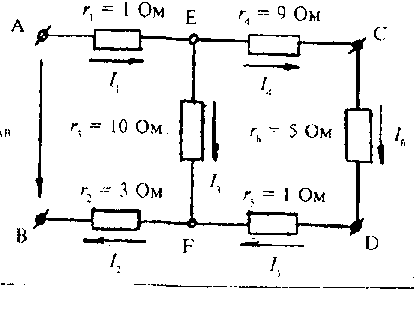 r₁ = 1 Ом
A
E
r₄ = 9 Ом
C
I₁
I₄
r₃ = 10 Ом
r₆ = 5 Ом
I₆
I₃
r₂ = 3 Ом
r₅ = 1 Ом
B
F
D
I₂
I₅